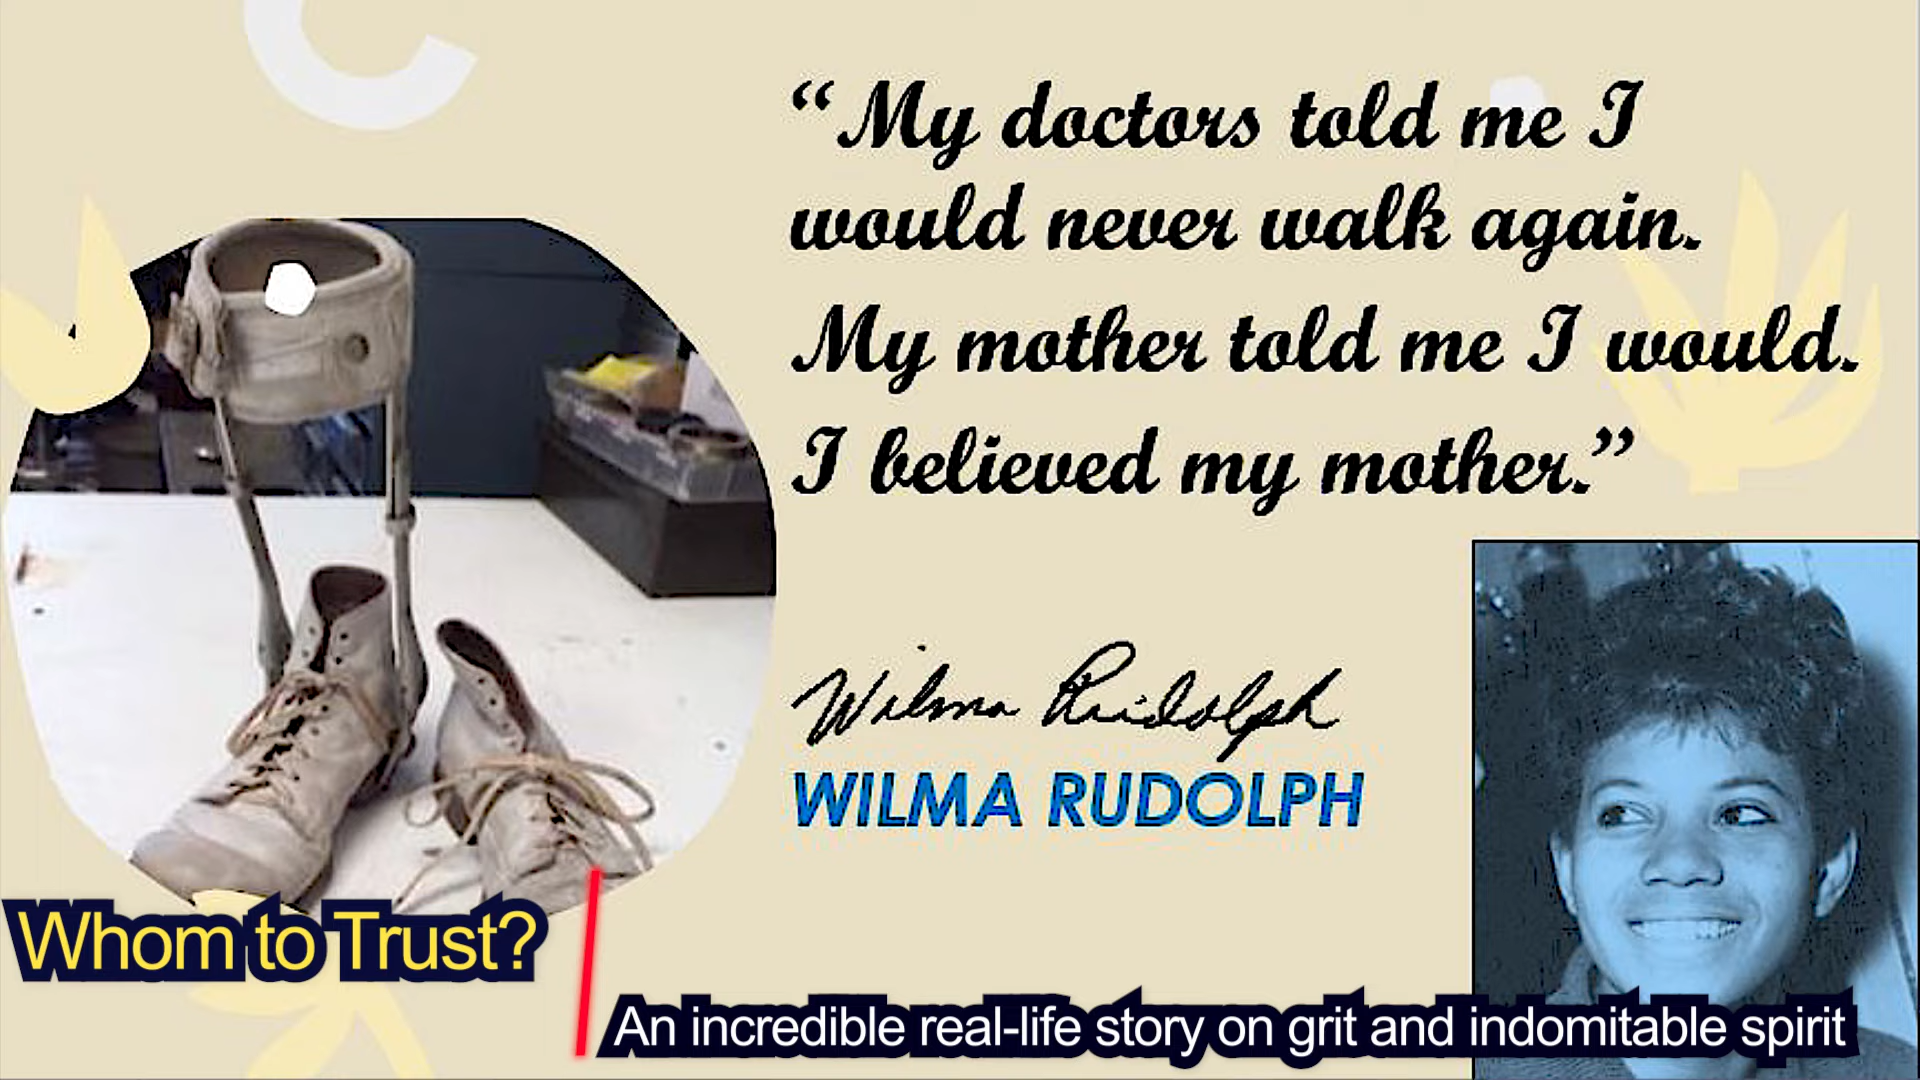 “My doctors told me I
would never walk again.
My mother told me I would.
I believed my mother.”
Wilma Rudolph
WILMA RUDOLPH
Whom to Trust?
An incredible real-life story on grit and indomitable spirit